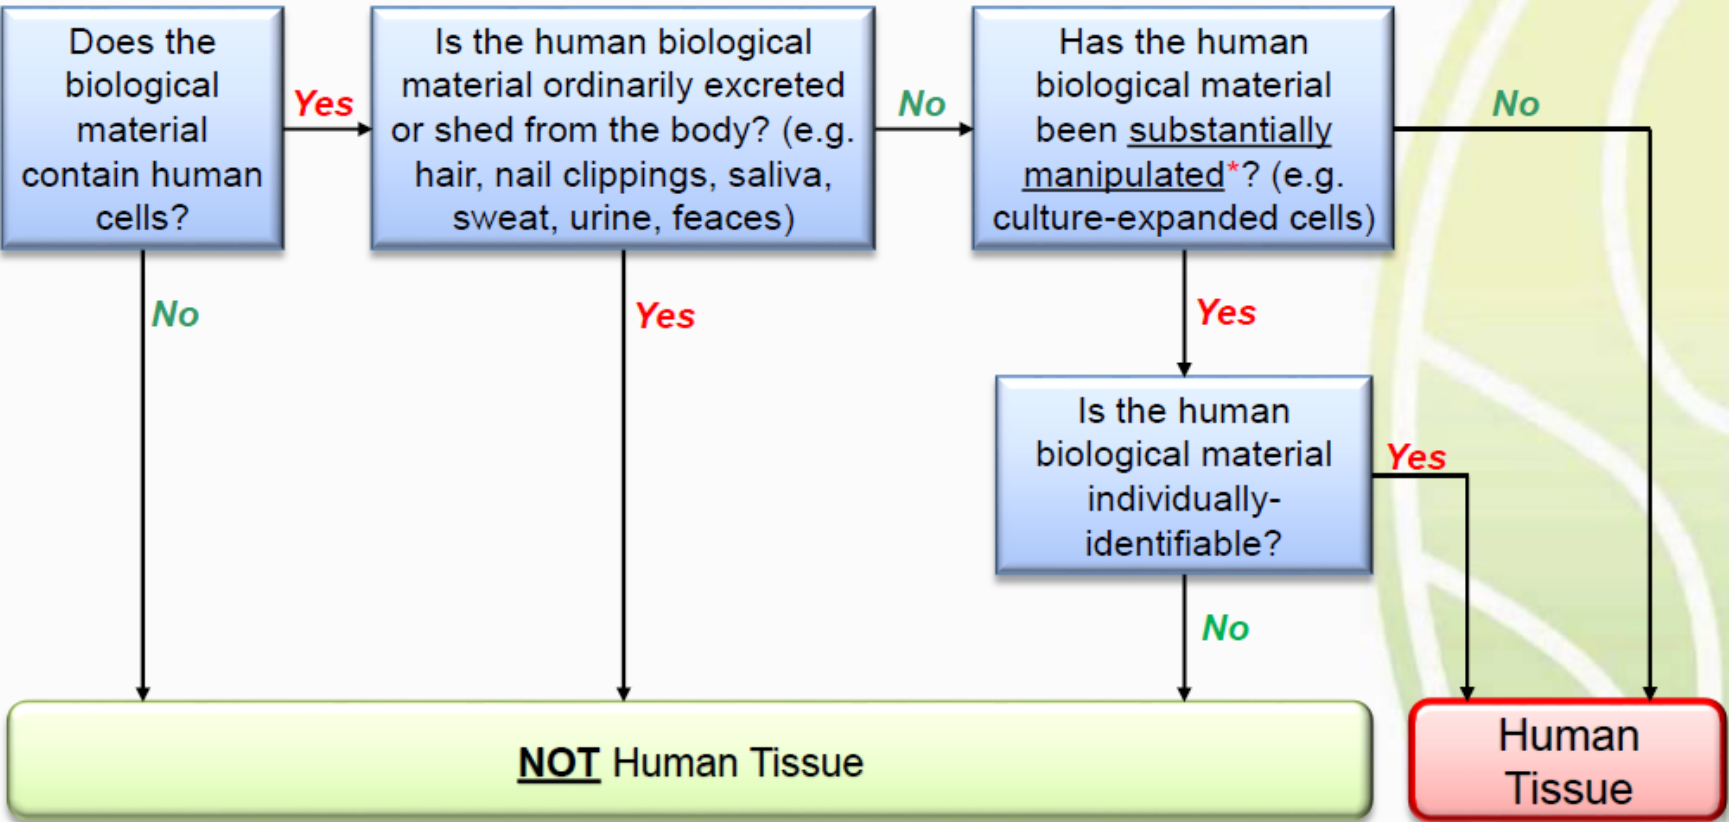 Does the
biological
material
contain human
cells?
Yes
Is the human biological
material ordinarily excreted
or shed from the body? (e.g.
hair, nail clippings, saliva,
sweat, urine, feaces)
No
Has the human
biological material
been substantially
manipulated*? (e.g.
culture-expanded cells)
No
No
Yes
Yes
Is the human
biological material
individually-
identifiable?
Yes
No
NOT Human Tissue
Human
Tissue